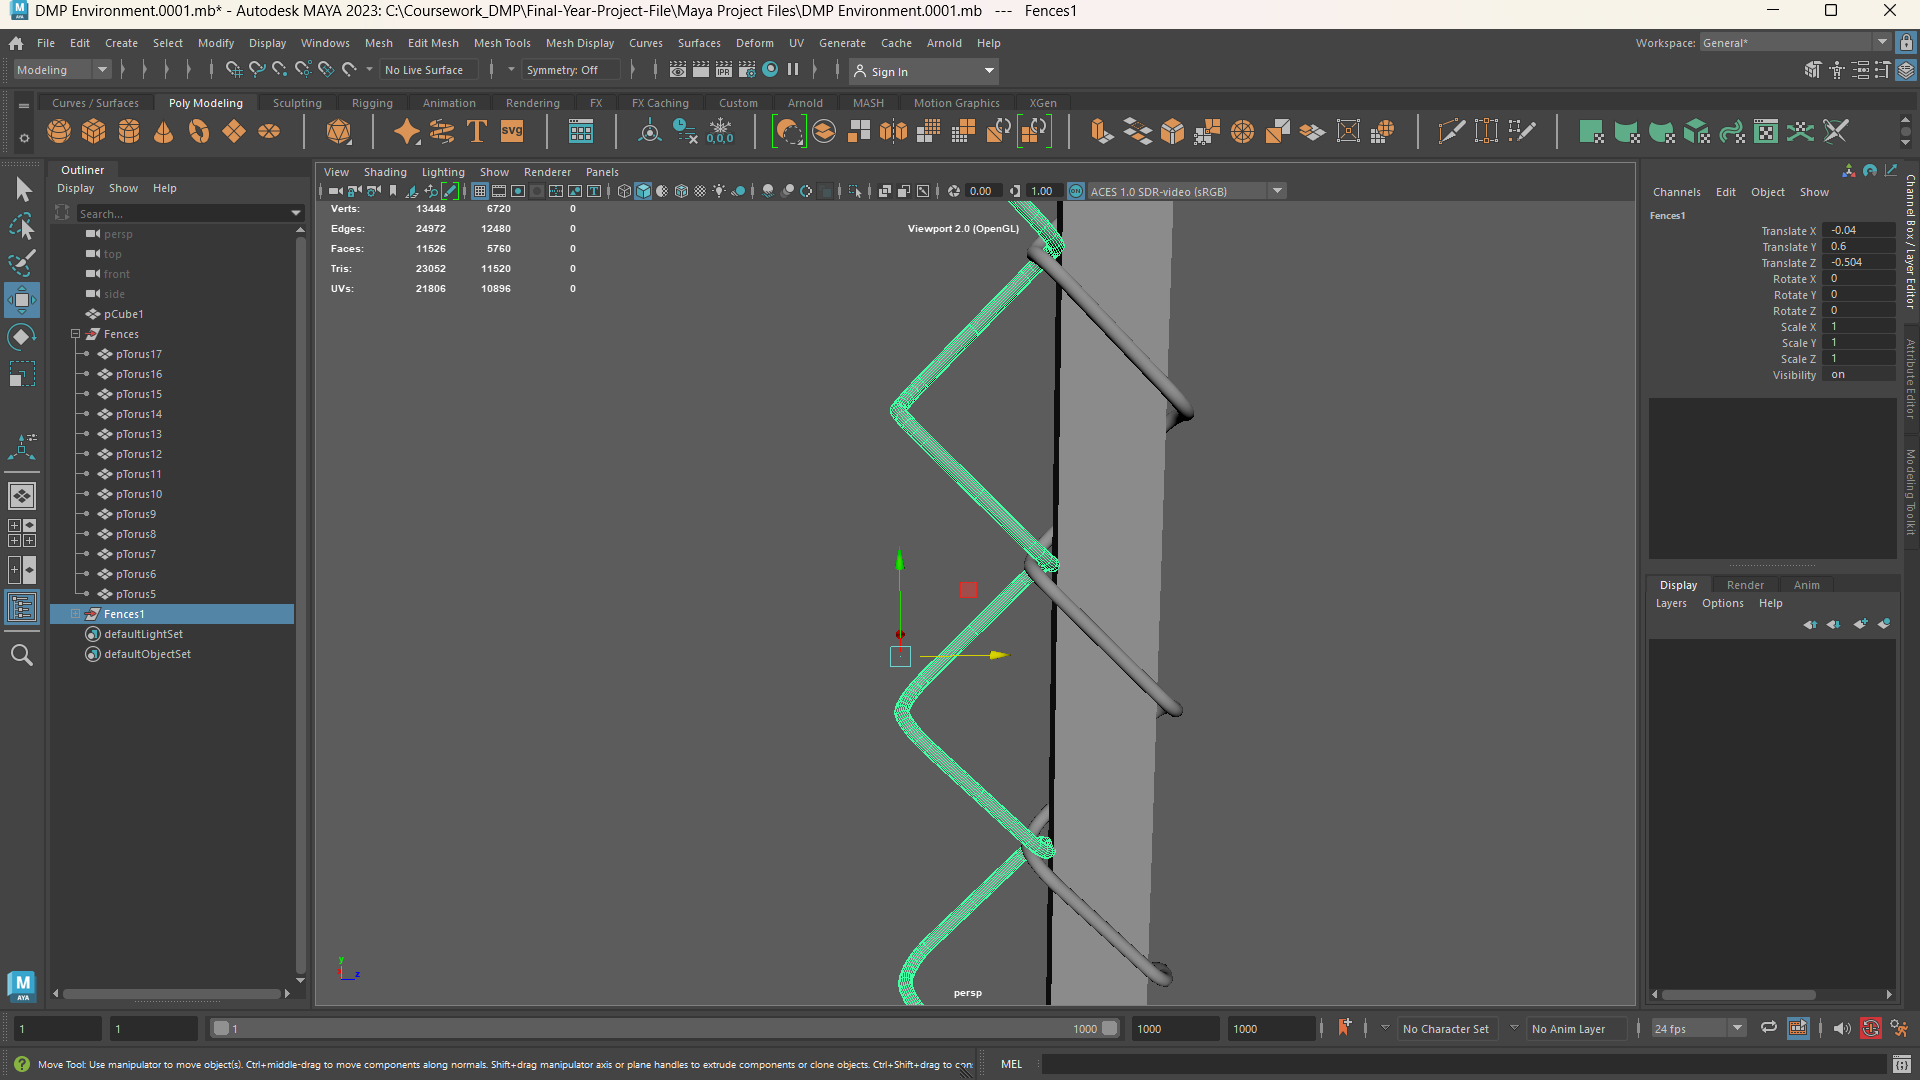 DMP Environment.0001.mb* - Autodesk MAYA 2023: C:\Coursework_DMP\Final-Year-Project-File\Maya Project Files\DMP Environment.0001.mb --- Fences1
File Edit Create Select Modify Display Windows Mesh Edit Mesh Mesh Tools Mesh Display Curves Surfaces Deform UV Generate Cache Arnold Help
Workspace: General*
Modeling
No Live Surface
Symmetry: Off
IPR
Sign In
Curves / Surfaces Poly Modeling Sculpting Rigging Animation Rendering FX FX Caching Custom Arnold MASH Motion Graphics XGen
T
svg
0,0,0
Outliner
Display Show Help
Search...
persp
top
front
side
pCube1
Fences
pTorus17
pTorus16
pTorus15
pTorus14
pTorus13
pTorus12
pTorus11
pTorus10
pTorus9
pTorus8
pTorus7
pTorus6
pTorus5
Fences1
defaultLightSet
defaultObjectSet
View Shading Lighting Show Renderer Panels
0.00
1.00
ON
ACES 1.0 SDR-video (sRGB)
Verts: 13448 6720 0
Edges: 24972 12480 0
Faces: 11526 5760 0
Tris: 23052 11520 0
UVs: 21806 10896 0
Viewport 2.0 (OpenGL)
y
z
persp
Channels Edit Object Show
Fences1
Translate X -0.04
Translate Y 0.6
Translate Z -0.504
Rotate X 0
Rotate Y 0
Rotate Z 0
Scale X 1
Scale Y 1
Scale Z 1
Visibility on
Channel Box / Layer Editor
Attribute Editor
Modeling Toolkit
Display Render Anim
Layers Options Help
M
AYA
1
1
1
1000
1000
1000
No Character Set
No Anim Layer
24 fps
Move Tool: Use manipulator to move object(s). Ctrl+middle-drag to move components along normals. Shift+drag manipulator axis or plane handles to extrude components or clone objects. Ctrl+Shift+drag to con
MEL